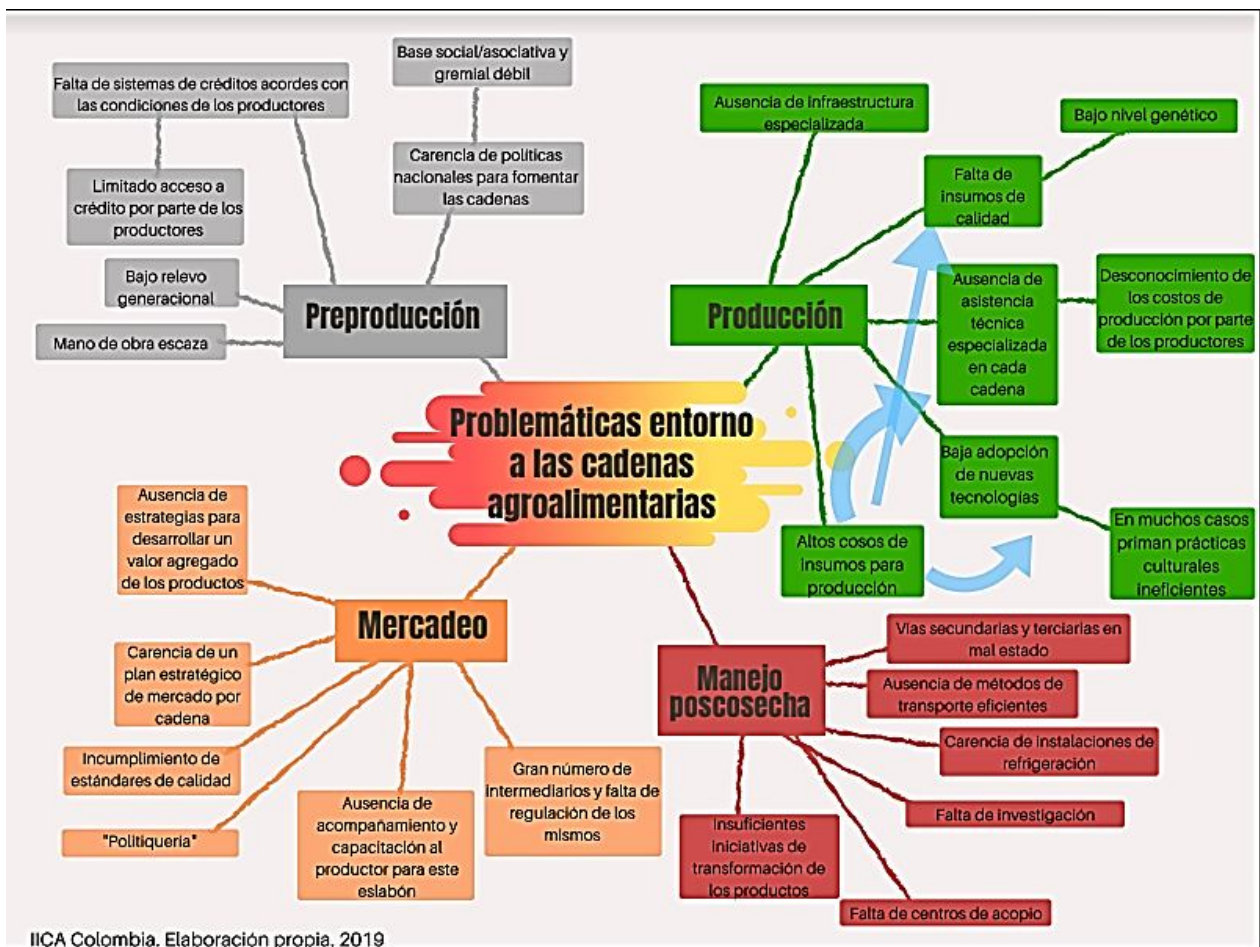 Base social/asociativa y
gremial débil
Falta de sistemas de créditos acordes con
las condiciones de los productores
Limitado acceso a
crédito por parte de los
productores
Carencia de políticas
nacionales para fomentar
las cadenas
Bajo relevo
generacional
Mano de obra escaza
Preproducción
Ausencia de infraestructura
especializada
Bajo nivel genético
Falta de
insumos de
calidad
Producción
Ausencia de
asistencia
técnica
especializada
en cada
cadena
Desconocimiento de
los costos de
producción por parte
de los productores
Baja adopción
de nuevas
tecnologías
En muchos casos
priman prácticas
culturales
ineficientes
Altos cosos de
insumos para
producción
Problemáticas entorno
a las cadenas
agroalimentarias
Ausencia de
estrategias para
desarrollar un
valor agregado
de los productos
Mercadeo
Carencia de un
plan estratégico
de mercado por
cadena
Incumplimiento de
estándares de calidad
"Politiquería"
Ausencia de
acompañamiento y
capacitación al
productor para este
eslabón
Gran número de
intermediarios y falta de
regulación de los
mismos
Manejo
poscosecha
Vías secundarias y terciarias en
mal estado
Ausencia de métodos de
transporte eficientes
Carencia de instalaciones de
refrigeración
Falta de investigación
Insuficientes
iniciativas de
transformación de
los productos
Falta de centros de acopio
IICA Colombia. Elaboración propia. 2019